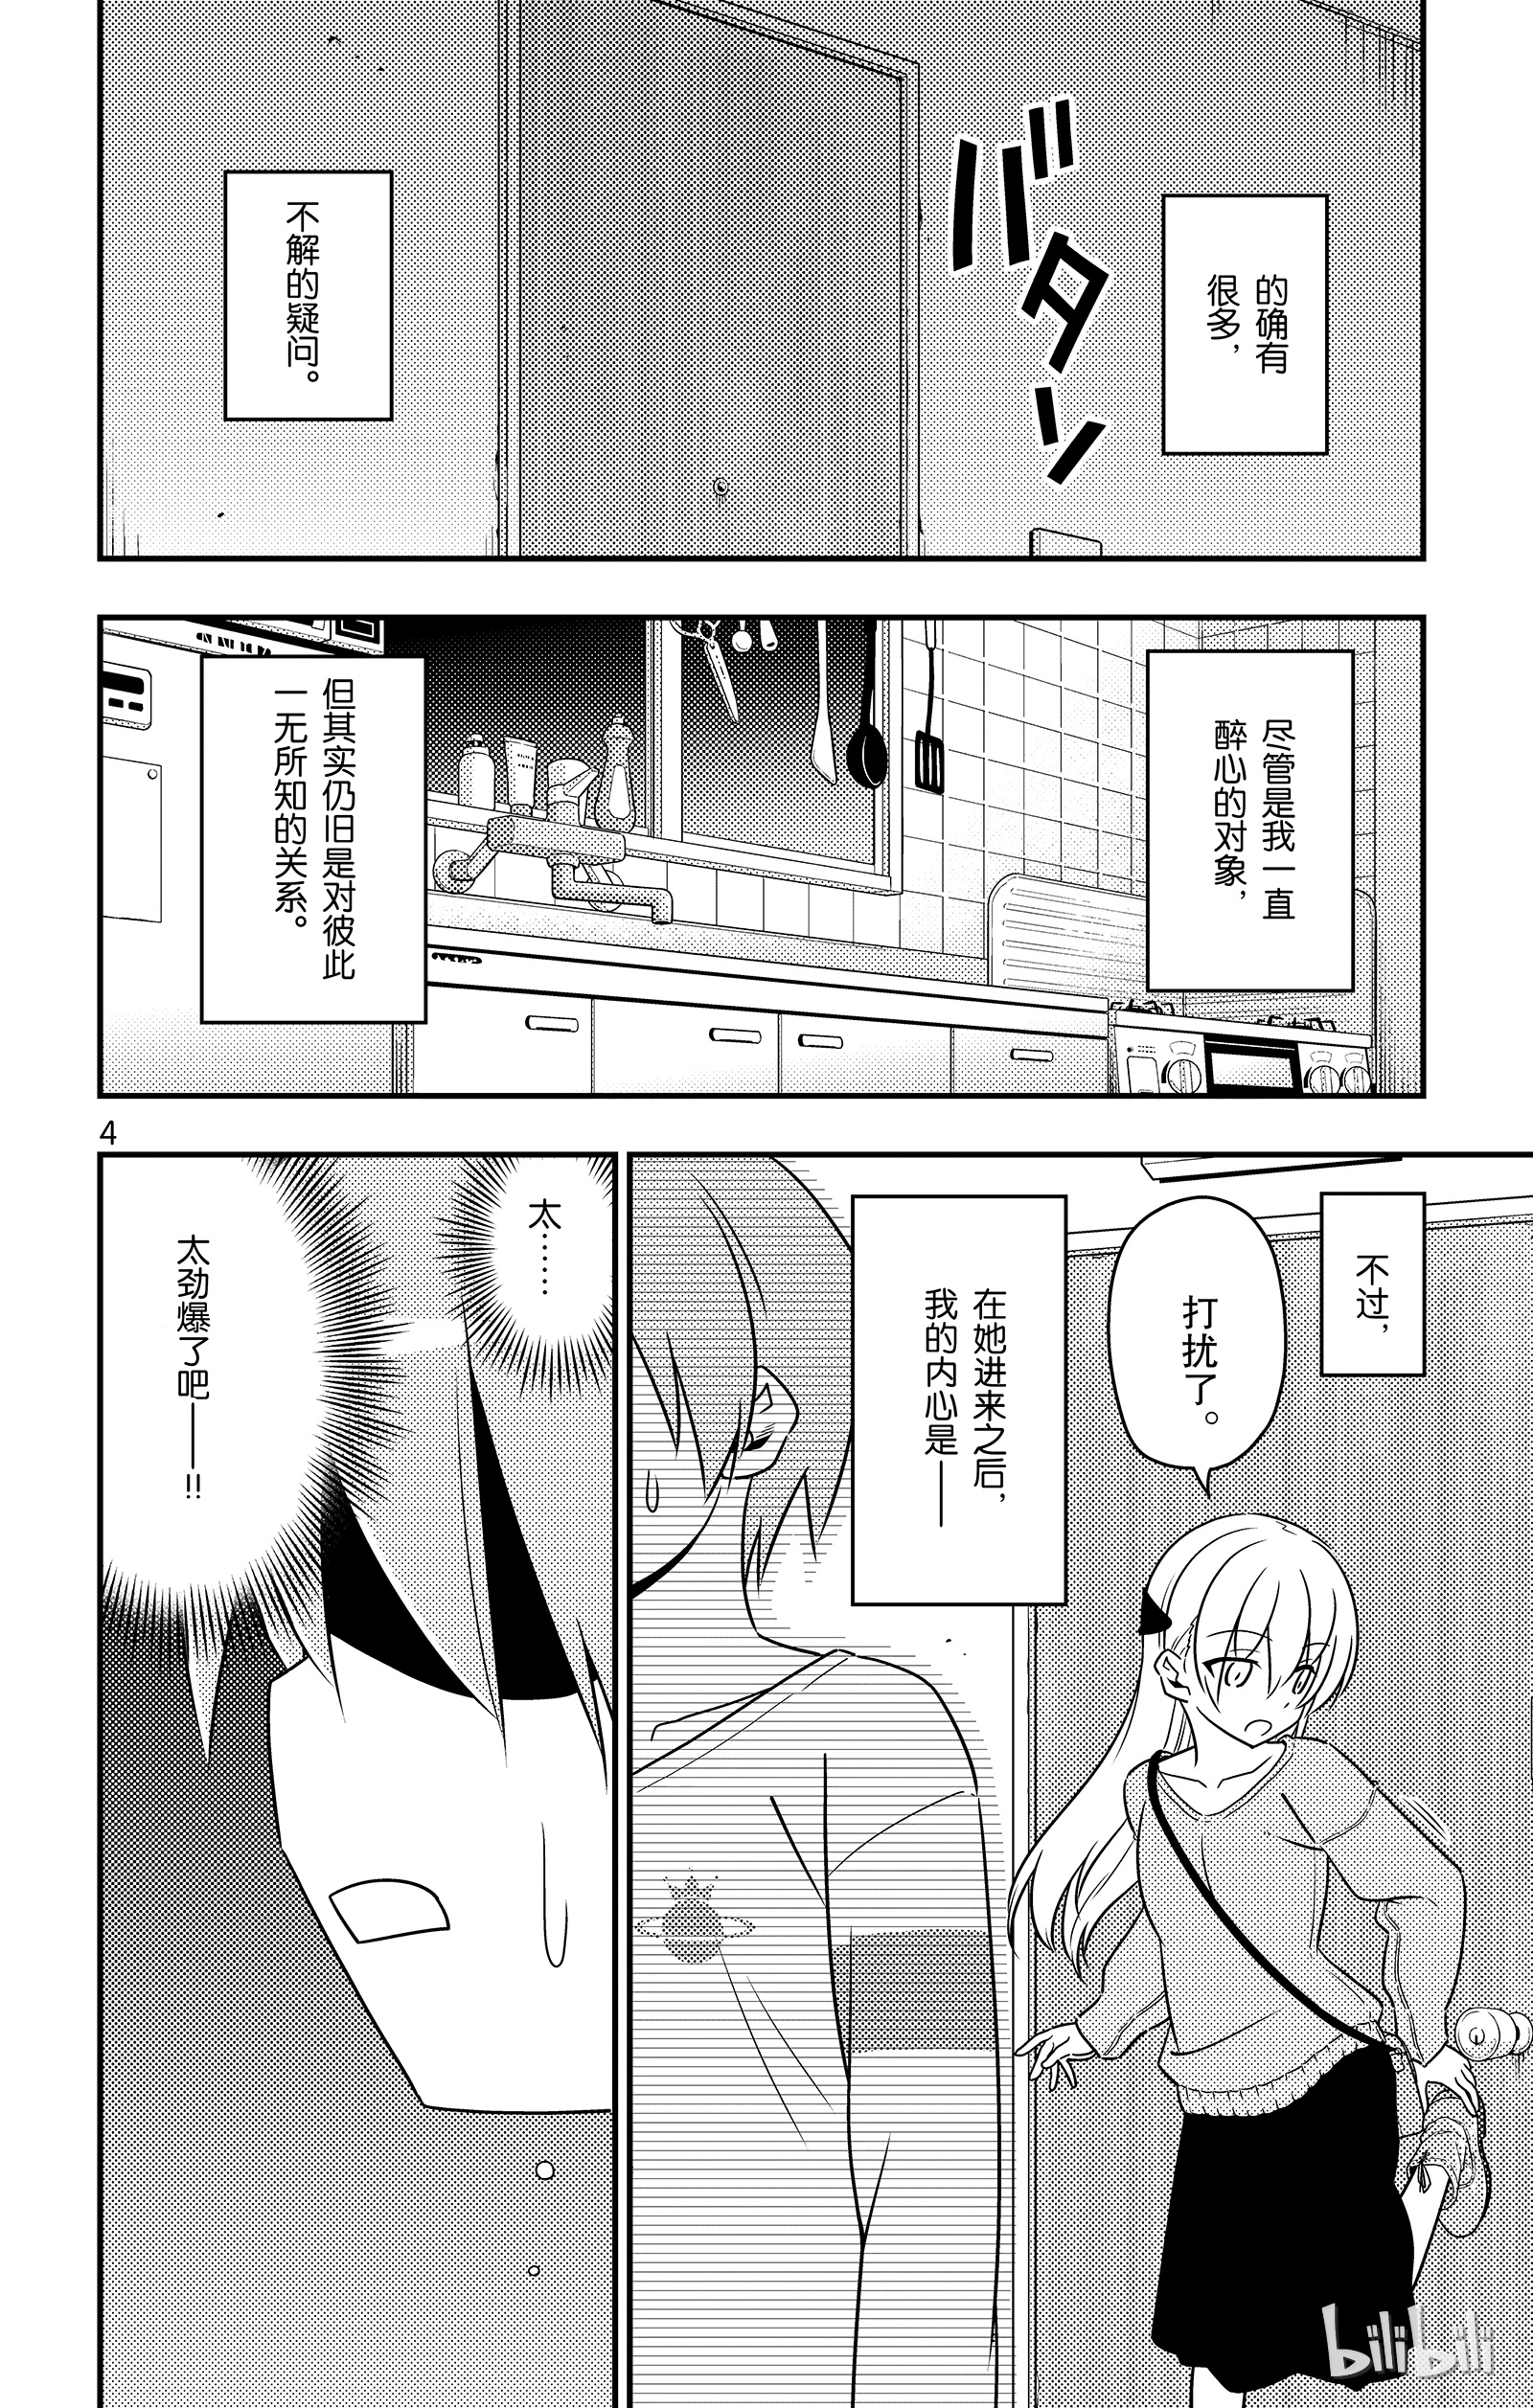 的确有
很多，
バタン
不解的疑问。
尽管是我一直
醉心的对象，
但其实仍旧是对彼此
一无所知的关系。
4
不过，
打扰了。
在她进来之后，
我的内心是——
太……
太劲爆了吧——!!
bilibili